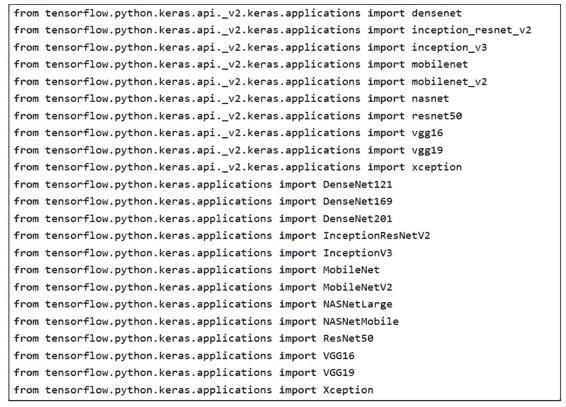 from tensorflow.python.keras.api._v2.keras.applications import densenet
from tensorflow.python.keras.api._v2.keras.applications import inception_resnet_v2
from tensorflow.python.keras.api._v2.keras.applications import inception_v3
from tensorflow.python.keras.api._v2.keras.applications import mobilenet
from tensorflow.python.keras.api._v2.keras.applications import mobilenet_v2
from tensorflow.python.keras.api._v2.keras.applications import nasnet
from tensorflow.python.keras.api._v2.keras.applications import resnet50
from tensorflow.python.keras.api._v2.keras.applications import vgg16
from tensorflow.python.keras.api._v2.keras.applications import vgg19
from tensorflow.python.keras.api._v2.keras.applications import xception
from tensorflow.python.keras.applications import DenseNet121
from tensorflow.python.keras.applications import DenseNet169
from tensorflow.python.keras.applications import DenseNet201
from tensorflow.python.keras.applications import InceptionResNetV2
from tensorflow.python.keras.applications import InceptionV3
from tensorflow.python.keras.applications import MobileNet
from tensorflow.python.keras.applications import MobileNetV2
from tensorflow.python.keras.applications import NASNetLarge
from tensorflow.python.keras.applications import NASNetMobile
from tensorflow.python.keras.applications import ResNet50
from tensorflow.python.keras.applications import VGG16
from tensorflow.python.keras.applications import VGG19
from tensorflow.python.keras.applications import Xception